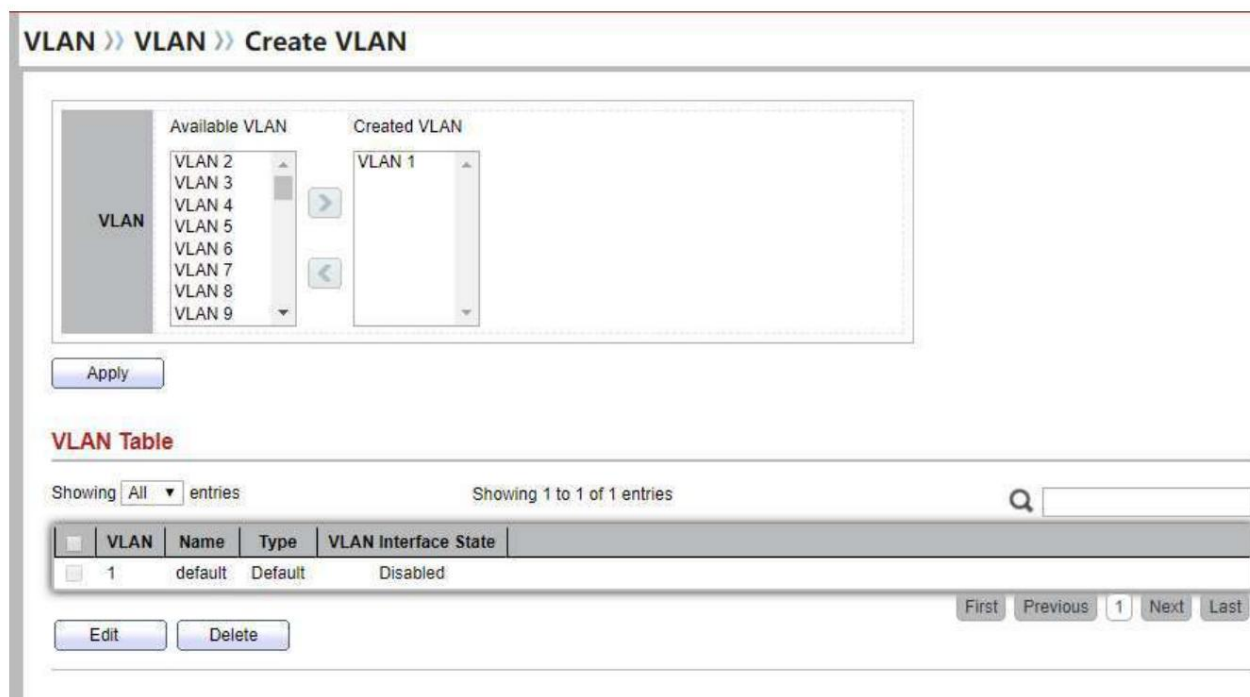 VLAN » VLAN » Create VLAN
Available VLAN Created VLAN
VLAN
VLAN 2
VLAN 3
VLAN 4
VLAN 5
VLAN 6
VLAN 7
VLAN 8
VLAN 9
VLAN 1
Apply
VLAN Table
Showing All entries Showing 1 to 1 of 1 entries
VLAN Name Type VLAN Interface State
1 default Default Disabled
First Previous 1 Next Last
Edit Delete